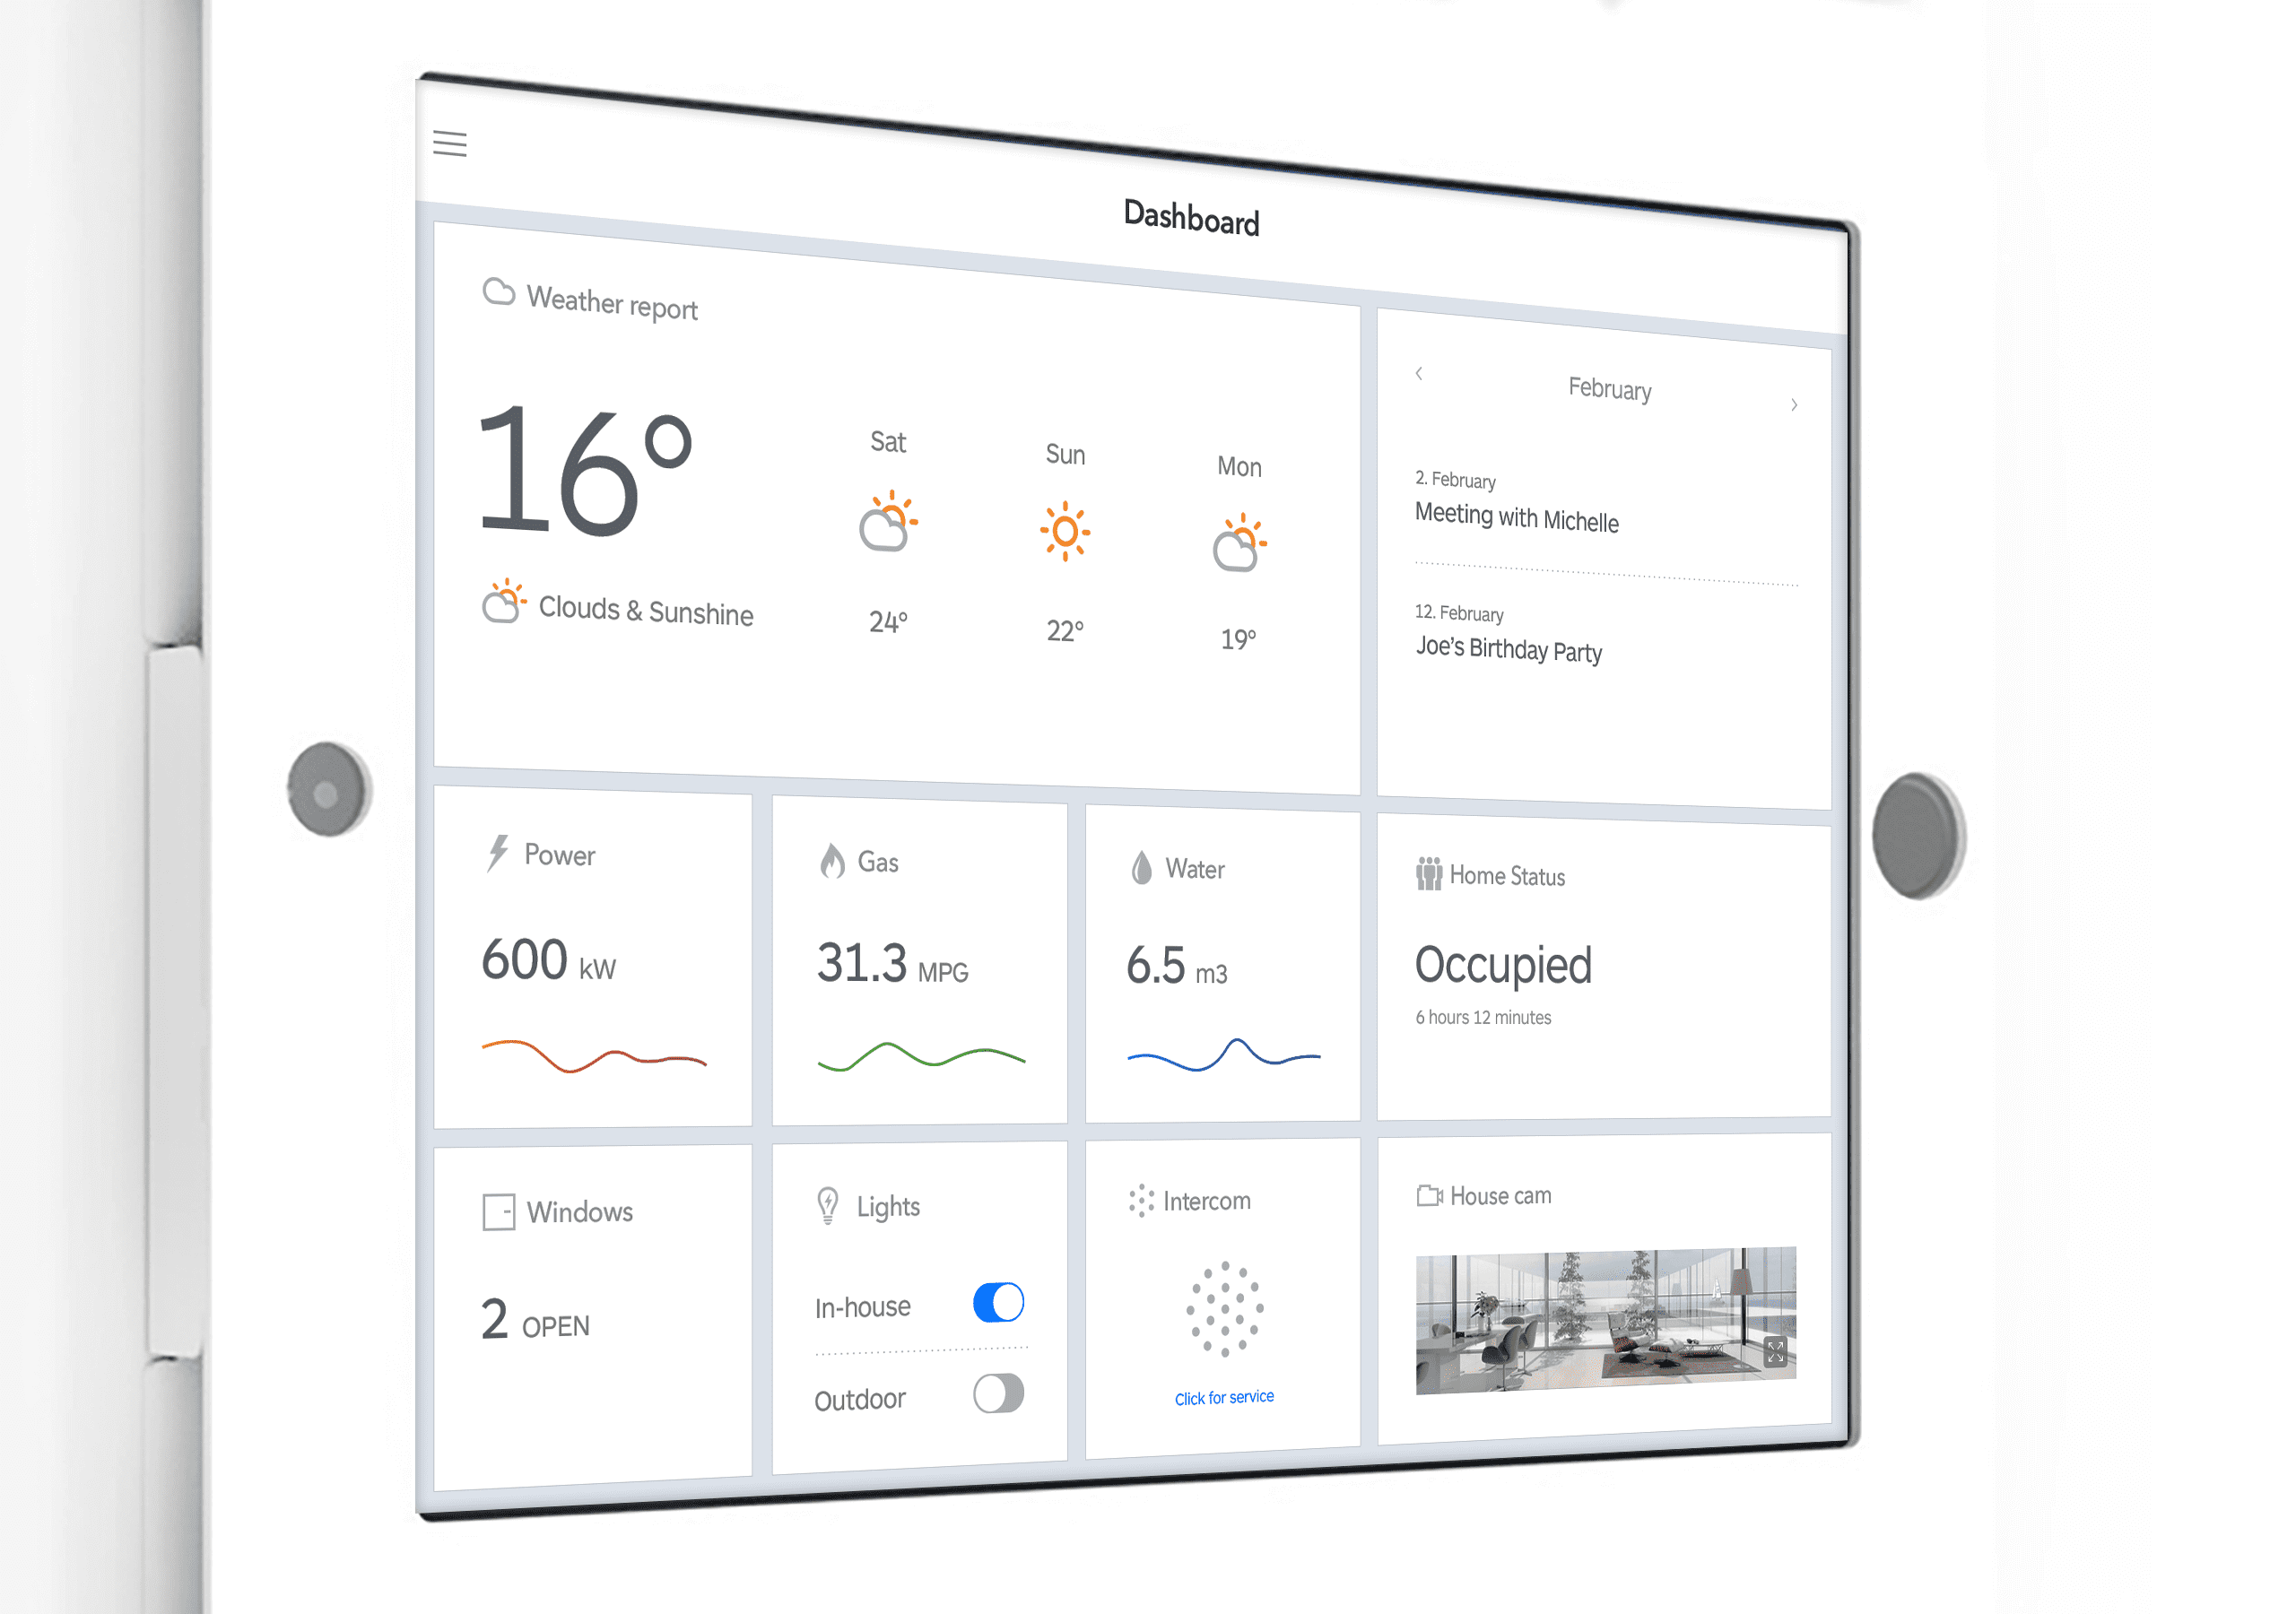 Dashboard
Weather report
16°
Clouds & Sunshine
Sat
Sun
Mon
24°
22°
19°
February
2. February
Meeting with Michelle
12. February
Joe's Birthday Party
Power
600 kW
Gas
31.3 MPG
Water
6.5 m3
Home Status
Occupied
6 hours 12 minutes
Windows
2 OPEN
Lights
In-house
Outdoor
Intercom
Click for service
House cam